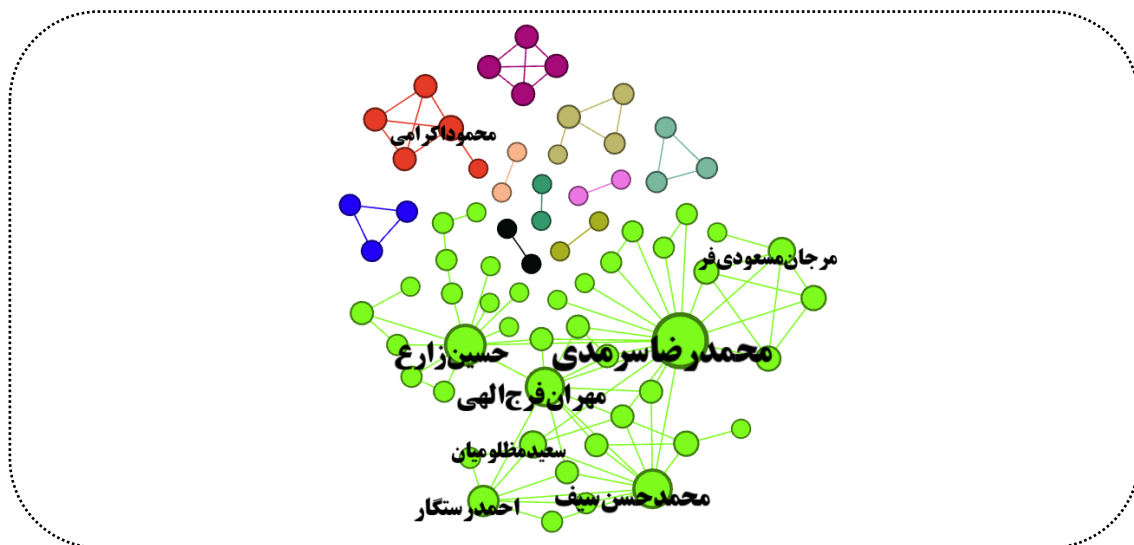 محموداکرامی
مرجان‌مسعودی‌فر
محمدرضاسرمدی
حسین‌زارع
مهران‌فرج‌الهی
سعیدمظلومیان
محمدحسن‌سیف
احمدرستگار